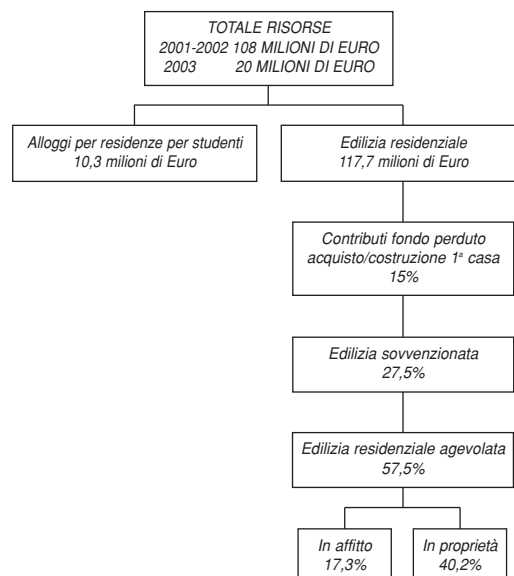 TOTALE RISORSE
2001-2002 108 MILIONI DI EURO
2003 20 MILIONI DI EURO
Alloggi per residenze per studenti
10,3 milioni di Euro
Edilizia residenziale
117,7 milioni di Euro
Contributi fondo perduto
acquisto/costruzione 1ª casa
15%
Edilizia sovvenzionata
27,5%
Edilizia residenziale agevolata
57,5%
In affitto
17,3%
In proprietà
40,2%